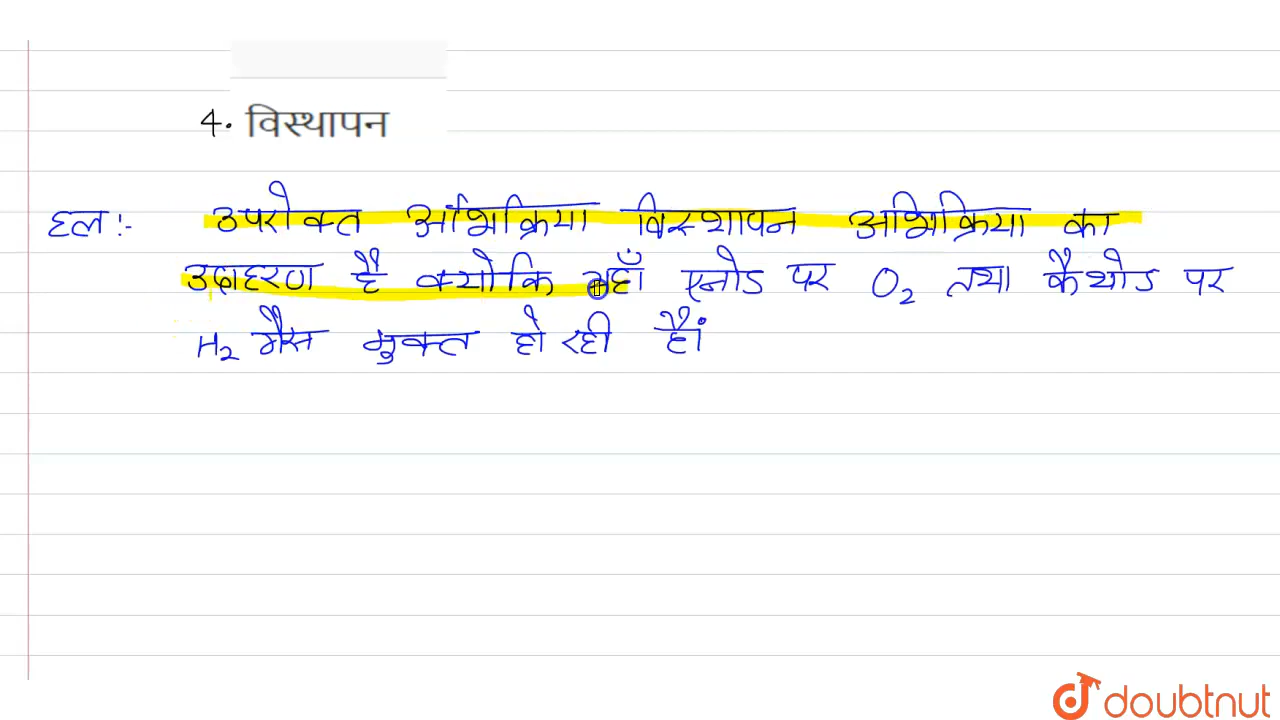 4. विस्थापन
हल :- उपरोक्त अभिक्रिया विस्थापन अभिक्रिया का
उदाहरण है क्योकि यहाँ एनोड पर O₂ तथा कैथोड पर
H₂ गैस मुक्त हो रही हैं
doubtnut